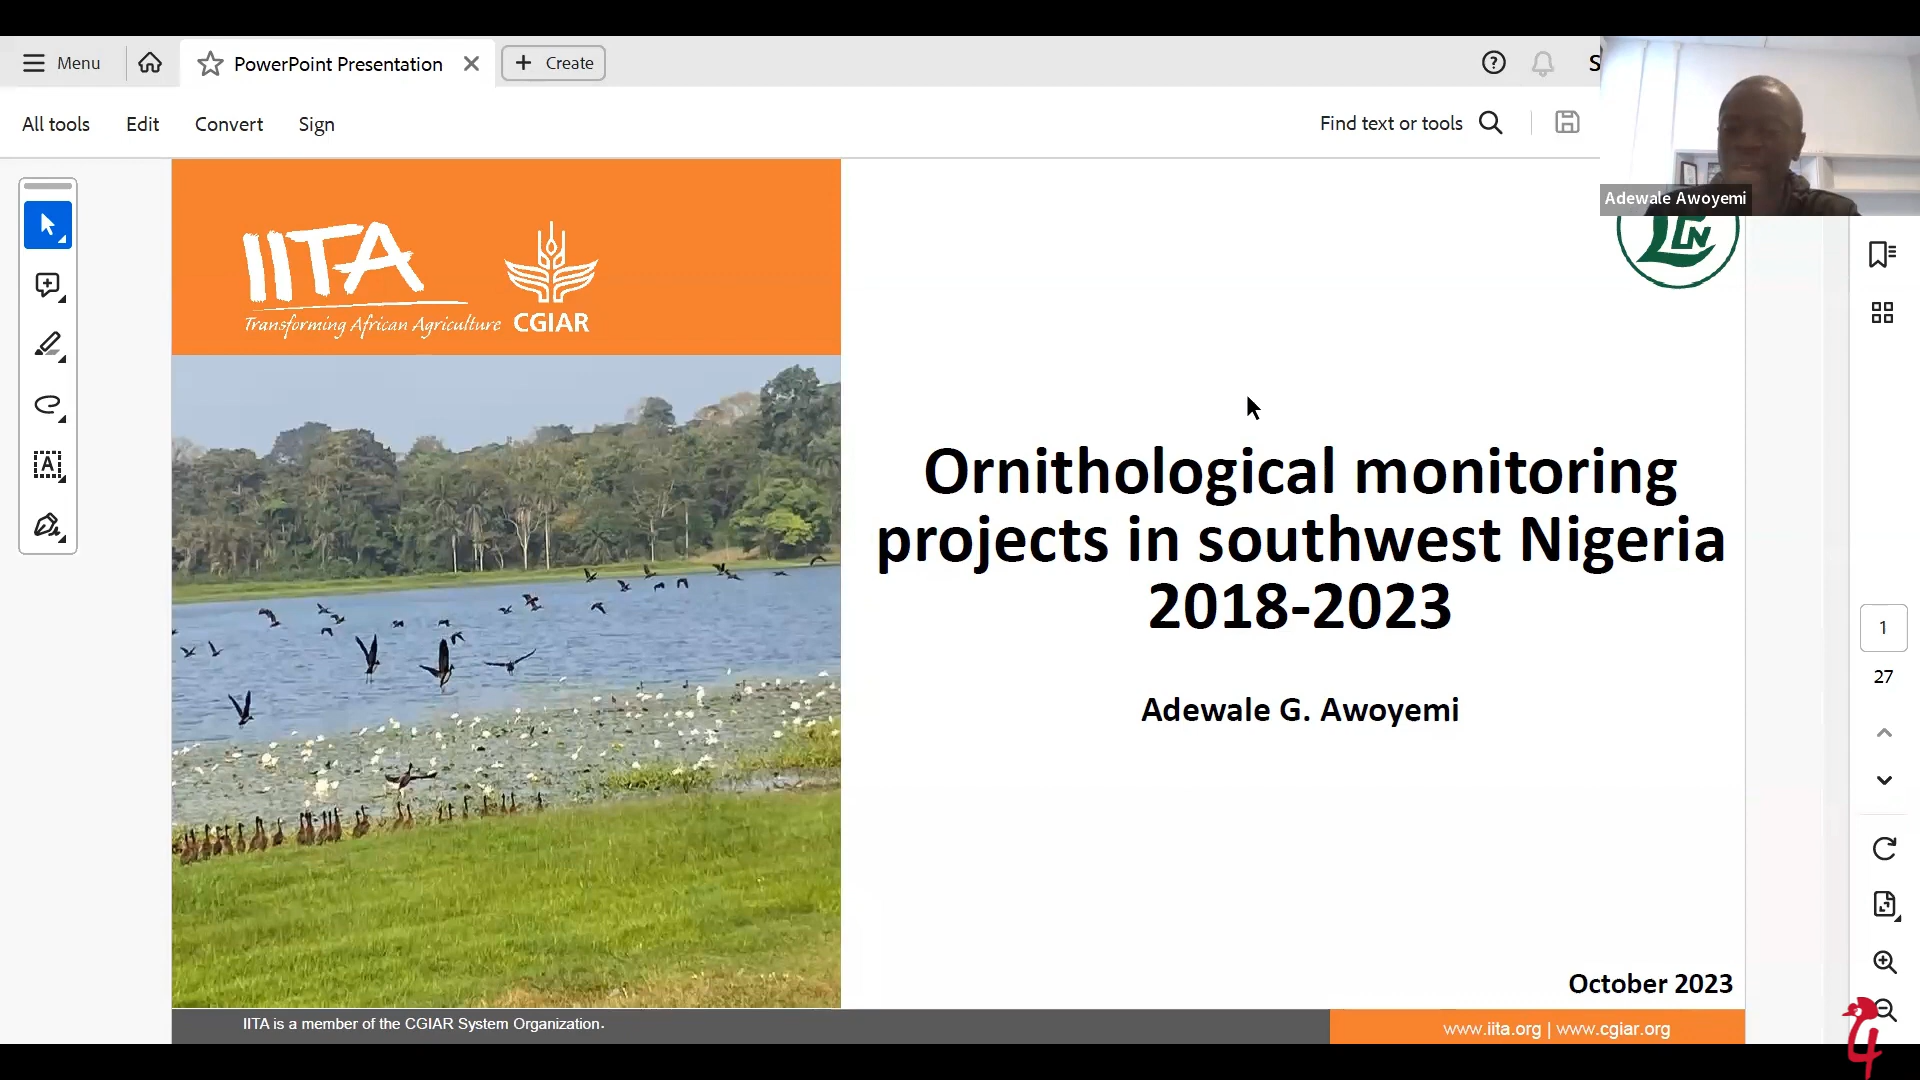 Menu
PowerPoint Presentation
Create
S
All tools
Edit
Convert
Sign
Find text or tools
Adewale Awoyemi
IITA
Transforming African Agriculture
CGIAR
Ornithological monitoring
projects in southwest Nigeria
2018-2023
Adewale G. Awoyemi
1
27
October 2023
IITA is a member of the CGIAR System Organization.
www.iita.org | www.cgiar.org
4